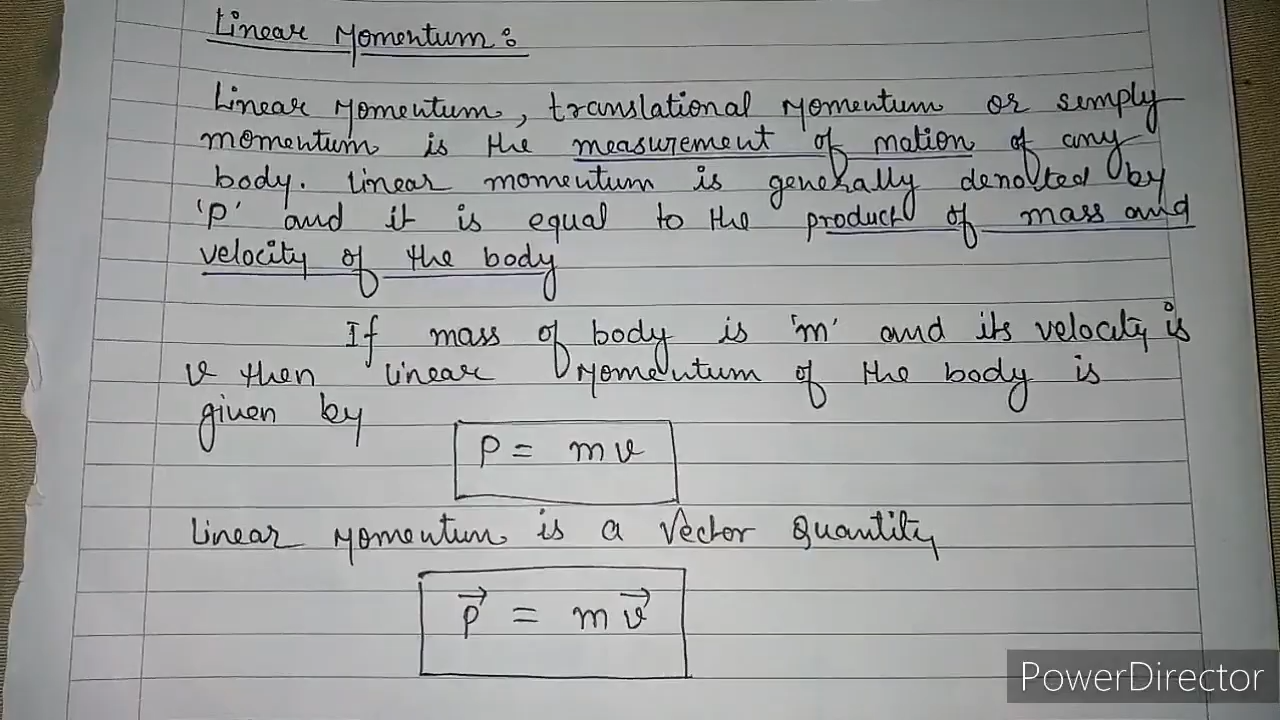 Linear Momentum :
Linear Momentum, translational Momentum or semply
momentum is the measurement of motion of any
body. Linear momentum is generally denolted by
'P' and it is equal to the product of mass and
velocity of the body
If mass of body is 'm' and its velocity is
v then linear Momentum of the body is
given by
P = mv
Linear Momentum is a Vector Quantity
p⃗ = mv⃗
PowerDirector